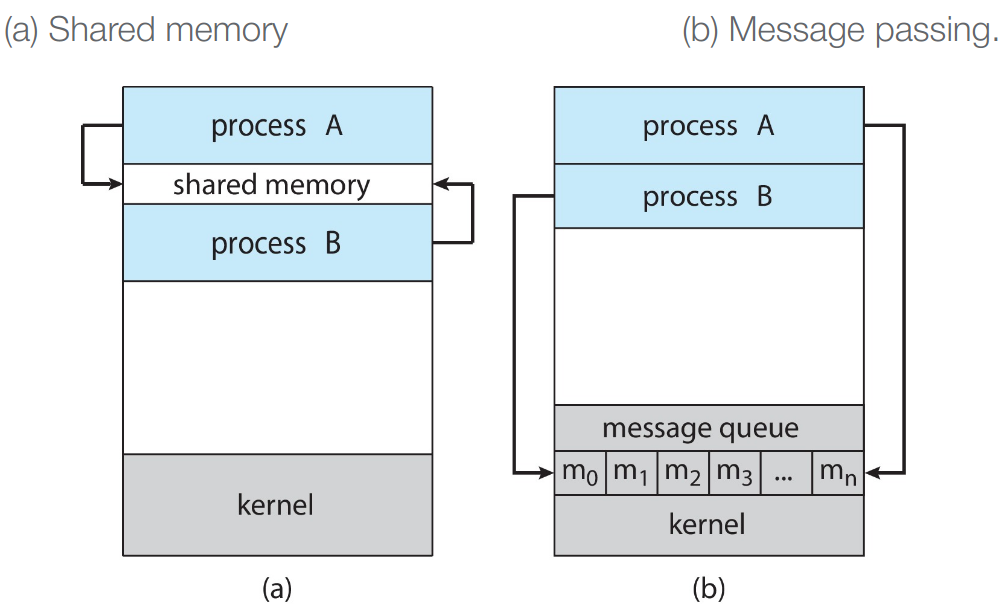 (a) Shared memory
(b) Message passing.
process A
shared memory
process B
kernel
(a)
process A
process B
message queue
m0 m1 m2 m3 ... mn
kernel
(b)